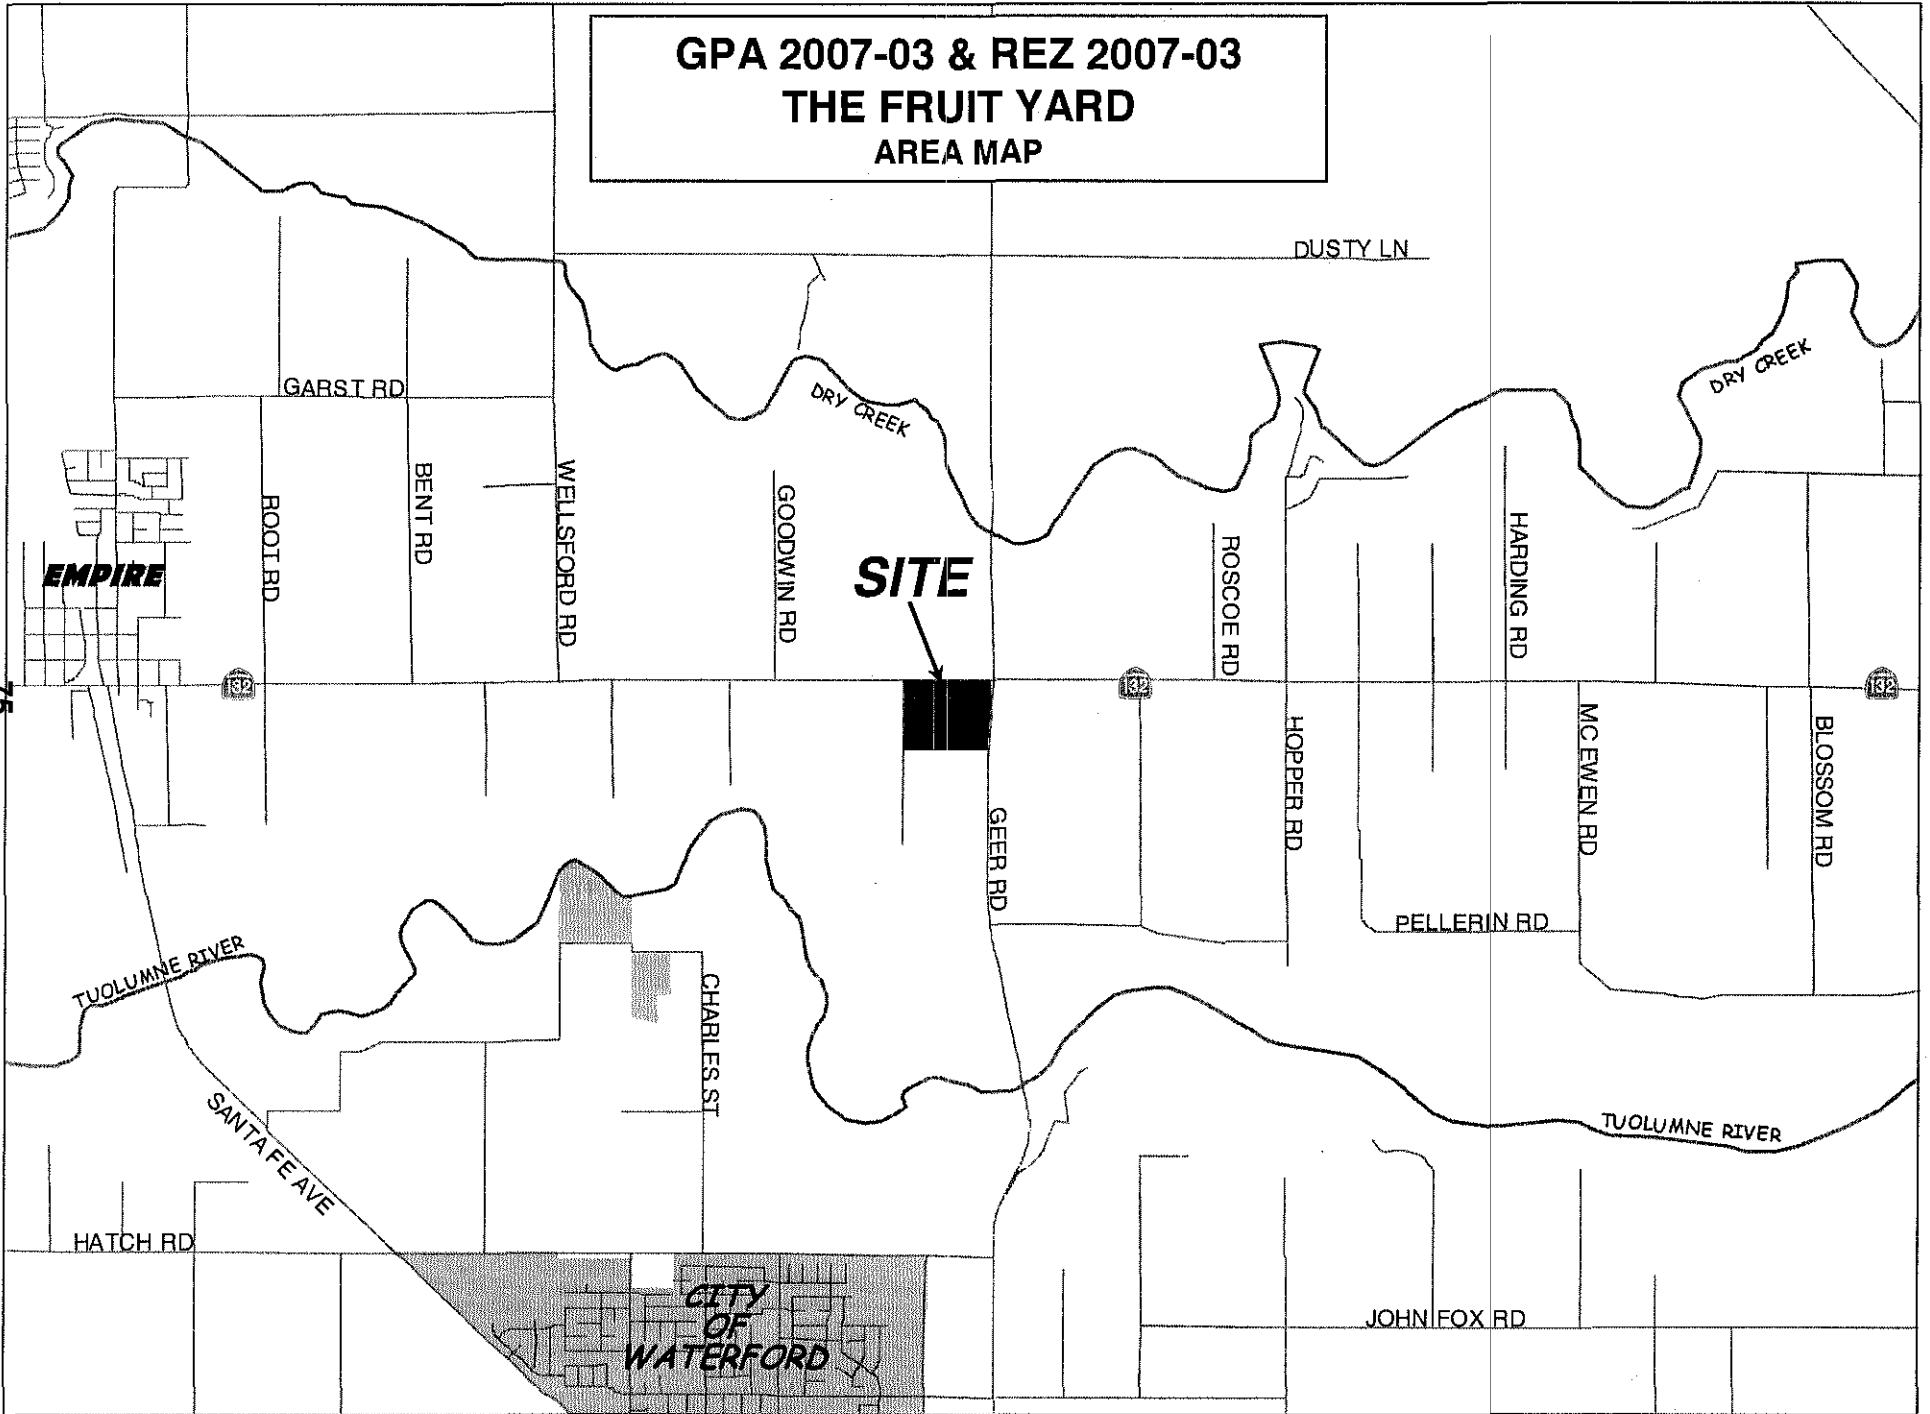 GPA 2007-03 & REZ 2007-03
THE FRUIT YARD
AREA MAP
DUSTY LN
DRY CREEK
GARST RD
DRY CREEK
BENT RD
WELLSFORD RD
ROOT RD
GOODWIN RD
HARDING RD
ROSCOE RD
EMPIRE
SITE
132
132
132
75
HOPPER RD
MC EWEN RD
BLOSSOM RD
GEER RD
PELLERIN RD
TUOLUMNE RIVER
CHARLES ST
SANTA FE AVE
TUOLUMNE RIVER
HATCH RD
CITY
OF
WATERFORD
JOHN FOX RD